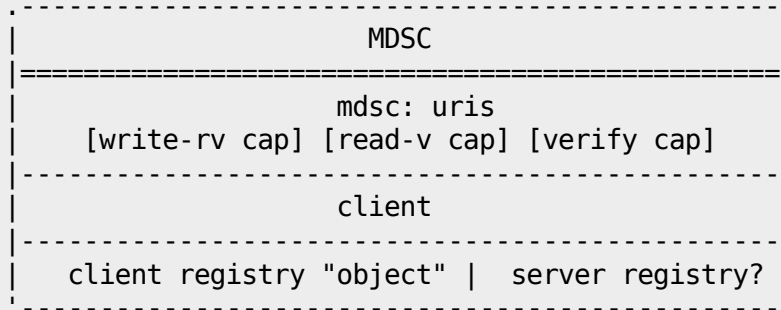 MDSC
mdsc: uris
[write-rv cap] [read-v cap] [verify cap]
client
client registry "object" | server registry?